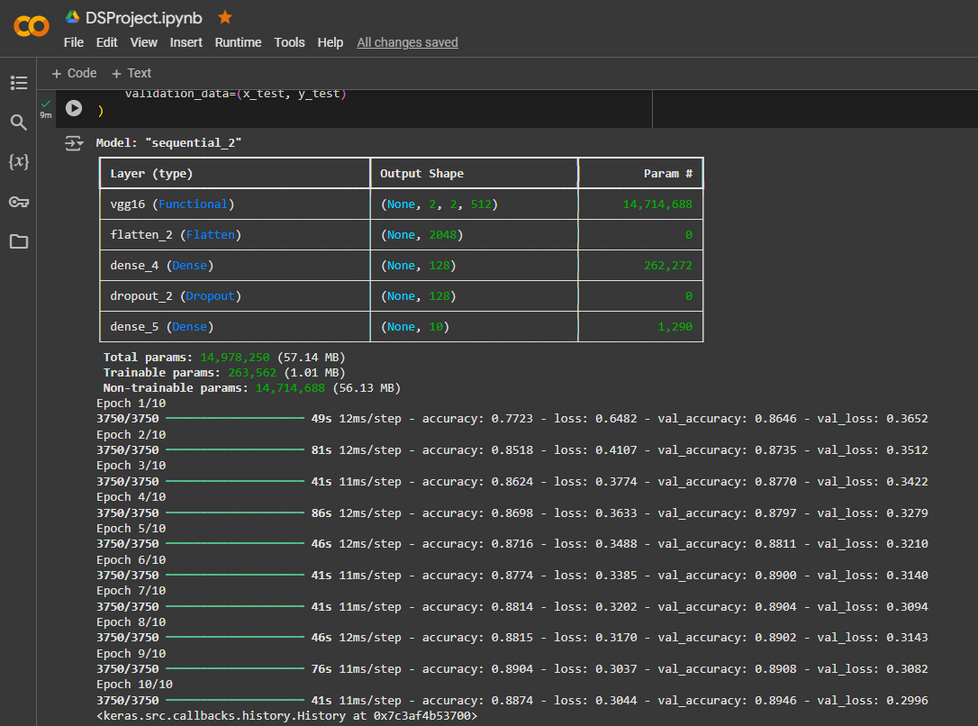 DSProject.ipynb
File Edit View Insert Runtime Tools Help All changes saved
+ Code + Text
validation_data=(x_test, y_test)
)
9m
{x}
Model: "sequential_2"
Layer (type) Output Shape Param #
vgg16 (Functional) (None, 2, 2, 512) 14,714,688
flatten_2 (Flatten) (None, 2048) 0
dense_4 (Dense) (None, 128) 262,272
dropout_2 (Dropout) (None, 128) 0
dense_5 (Dense) (None, 10) 1,290
Total params: 14,978,250 (57.14 MB)
Trainable params: 263,562 (1.01 MB)
Non-trainable params: 14,714,688 (56.13 MB)
Epoch 1/10
3750/3750 49s 12ms/step - accuracy: 0.7723 - loss: 0.6482 - val_accuracy: 0.8646 - val_loss: 0.3652
Epoch 2/10
3750/3750 81s 12ms/step - accuracy: 0.8518 - loss: 0.4107 - val_accuracy: 0.8735 - val_loss: 0.3512
Epoch 3/10
3750/3750 41s 11ms/step - accuracy: 0.8624 - loss: 0.3774 - val_accuracy: 0.8770 - val_loss: 0.3422
Epoch 4/10
3750/3750 86s 12ms/step - accuracy: 0.8698 - loss: 0.3633 - val_accuracy: 0.8797 - val_loss: 0.3279
Epoch 5/10
3750/3750 46s 12ms/step - accuracy: 0.8716 - loss: 0.3488 - val_accuracy: 0.8811 - val_loss: 0.3210
Epoch 6/10
3750/3750 41s 11ms/step - accuracy: 0.8774 - loss: 0.3385 - val_accuracy: 0.8900 - val_loss: 0.3140
Epoch 7/10
3750/3750 41s 11ms/step - accuracy: 0.8814 - loss: 0.3202 - val_accuracy: 0.8904 - val_loss: 0.3094
Epoch 8/10
3750/3750 46s 12ms/step - accuracy: 0.8815 - loss: 0.3170 - val_accuracy: 0.8902 - val_loss: 0.3143
Epoch 9/10
3750/3750 76s 11ms/step - accuracy: 0.8904 - loss: 0.3037 - val_accuracy: 0.8908 - val_loss: 0.3082
Epoch 10/10
3750/3750 41s 11ms/step - accuracy: 0.8874 - loss: 0.3044 - val_accuracy: 0.8946 - val_loss: 0.2996
<keras.src.callbacks.history.History at 0x7c3af4b53700>